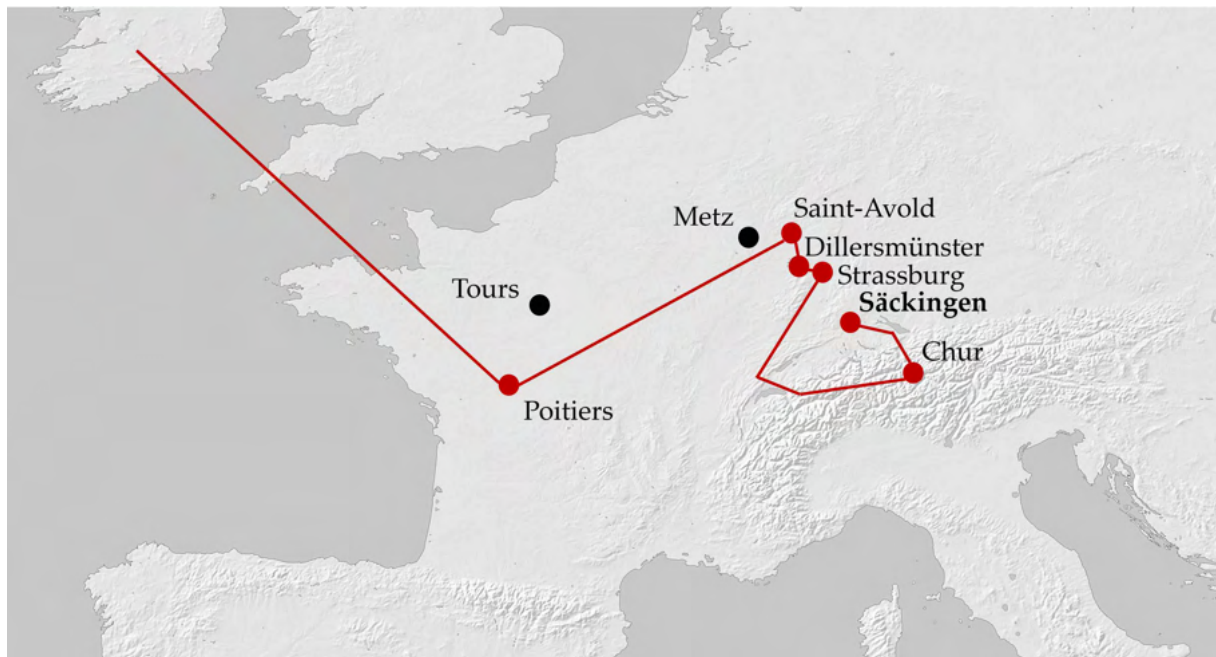 Saint-Avold
Metz
Dillersmünster
Strassburg
Tours
Säckingen
Chur
Poitiers